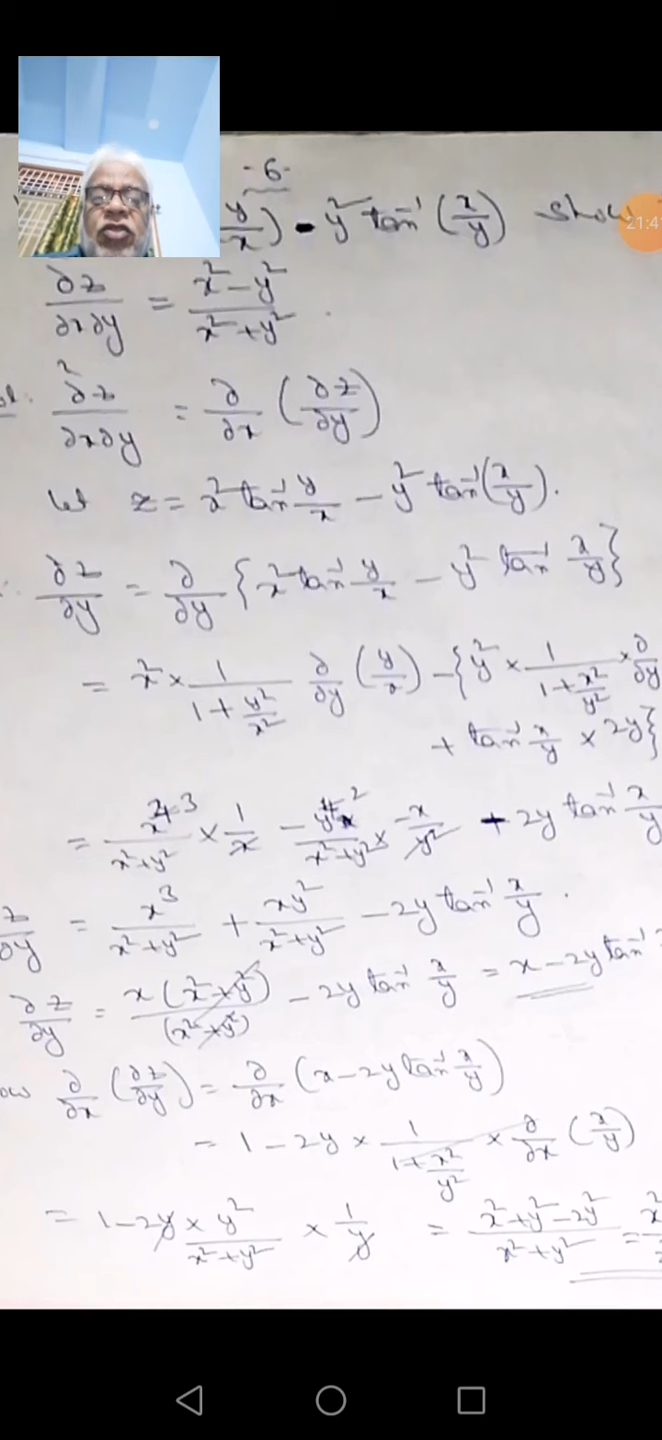 -6-
y/x) - y² tan⁻¹ (x/y) show
21:4
∂z/∂x∂y = x²-y²/x²+y² .
∂²z/∂x∂y = ∂/∂x (∂z/∂y)
let z = x² tan⁻¹ y/x - y² tan⁻¹(x/y).
∴ ∂z/∂y = ∂/∂y {x² tan⁻¹ y/x - y² tan⁻¹ x/y}
= x² × 1/1+y²/x² ∂/∂y (y/x) - {y² × 1/1+x²/y² × ∂/∂y
+ tan⁻¹ x/y × 2y}
/x²+y² × 1/x - /x²+y² × -x/y² - 2y tan⁻¹ x/y
z/∂y = x³/x²+y² + xy²/x²+y² - 2y tan⁻¹ x/y .
∂z/∂y = x(x²+y²)/(x²+y²) - 2y tan⁻¹ x/y = x-2y tan⁻¹
ow ∂/∂x (∂z/∂y) = ∂/∂x (x-2y tan⁻¹ x/y)
= 1-2y × 1/1+x²/y² × ∂/∂x (x/y)
= 1-2y × y²/x²+y² × 1/y = x²+y²-2y²/x²+y² = x²